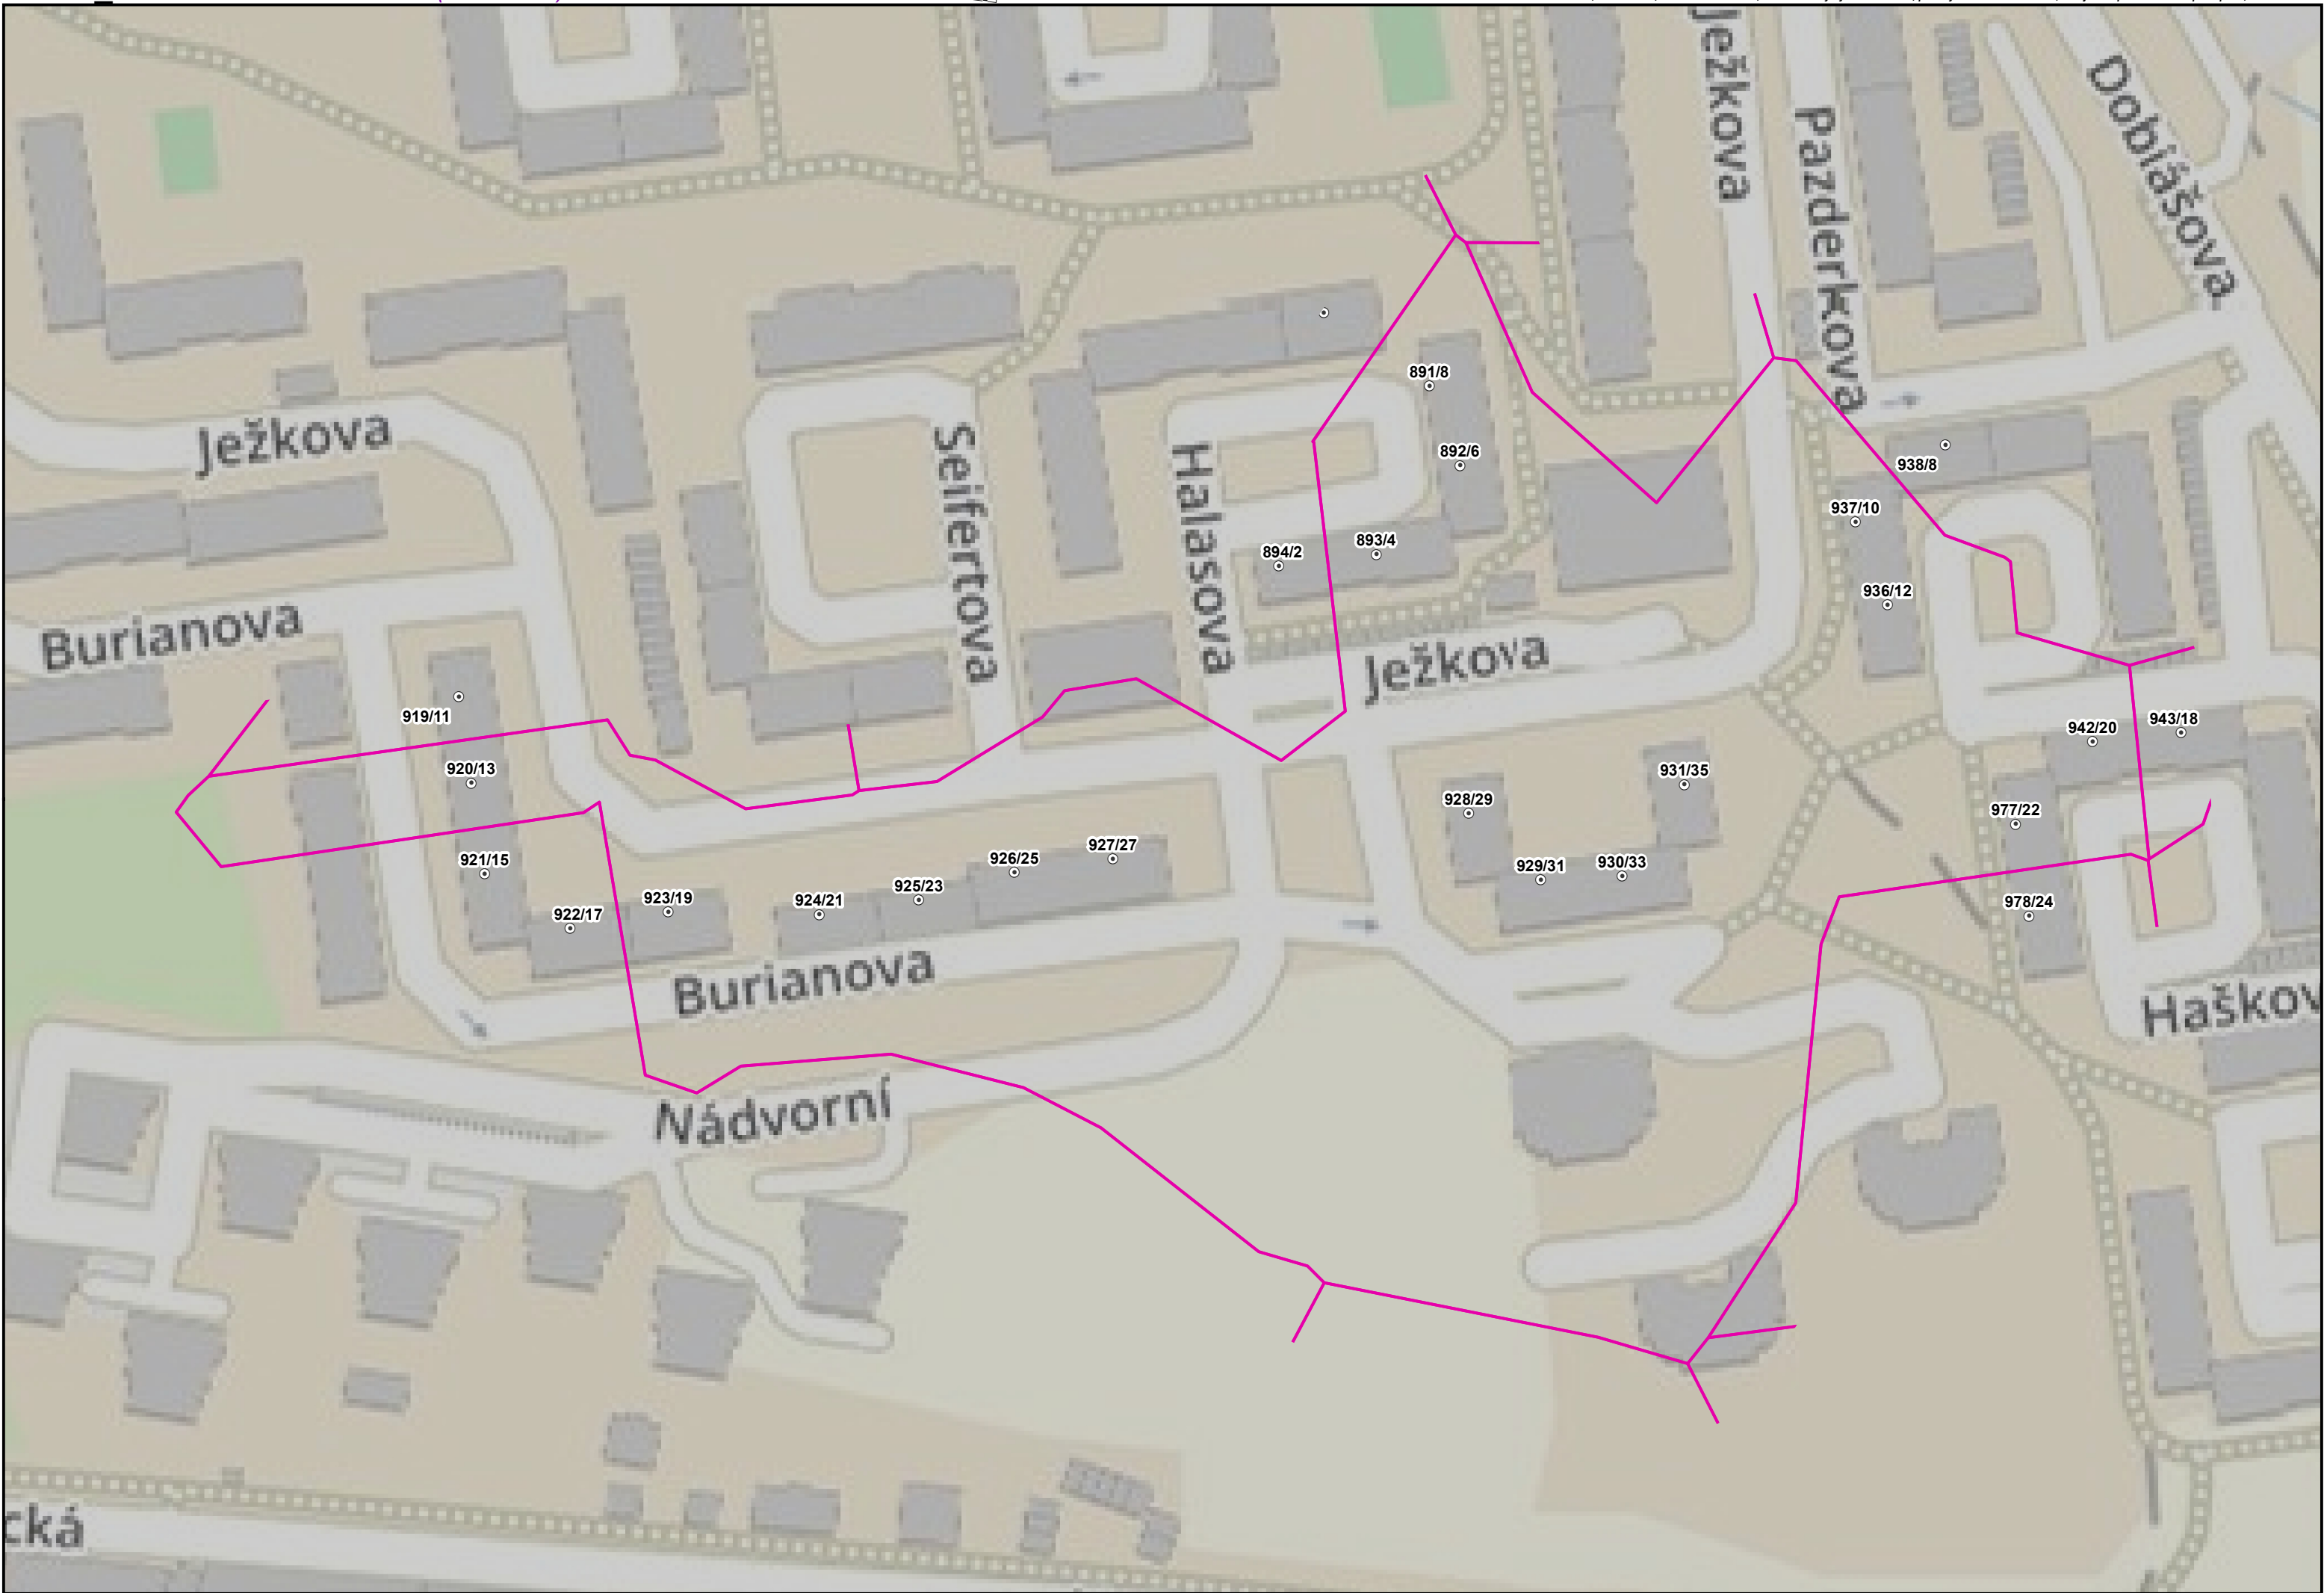 Ježkova
Pazderkova
Dobiášova
891/8
Ježkova
Seifertova
Halasova
892/6
938/8
937/10
893/4
894/2
936/12
Burianova
Ježkova
919/11
943/18
942/20
920/13
931/35
928/29
977/22
927/27
926/25
921/15
930/33
929/31
925/23
923/19
924/21
922/17
978/24
Burianova
Haškov
Nádvorní
cká